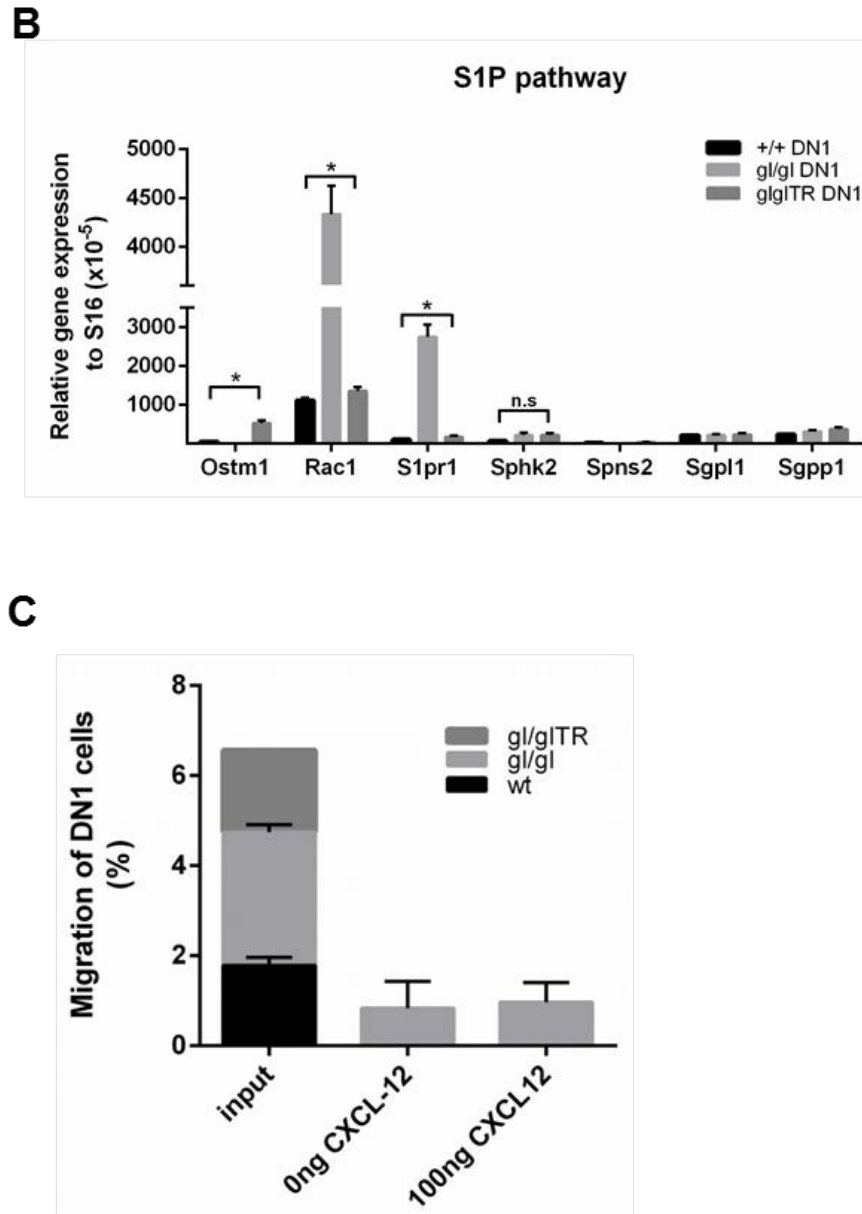 B
S1P pathway
+/+ DN1
gl/gl DN1
glglTR DN1
Relative gene expression
to S16 (x10⁻⁵)
5000
4500
4000
3000
2000
1000
*
*
*
n.s
Ostm1 Rac1 S1pr1 Sphk2 Spns2 Sgpl1 Sgpp1
C
gl/glTR
gl/gl
wt
Migration of DN1 cells
(%)
8
6
4
2
0
input
0ng CXCL-12
100ng CXCL12